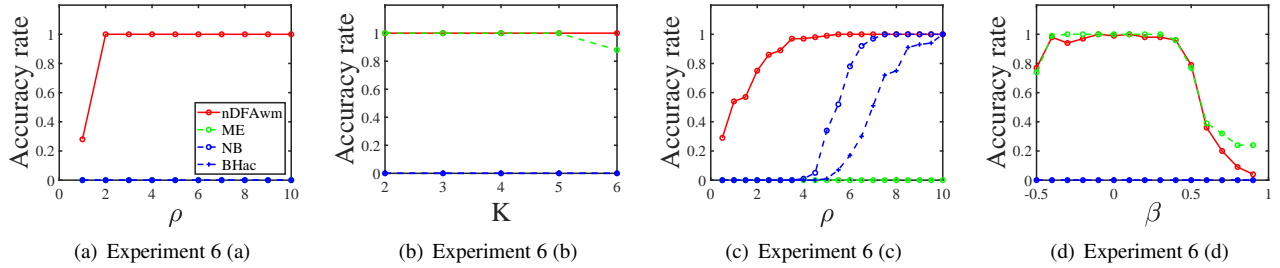 Accuracy rate
1
0.8
0.6
0.4
0.2
0
0 2 4 6 8 10
ρ
nDFAwm
ME
NB
BHac
(a) Experiment 6 (a)
Accuracy rate
1
0.8
0.6
0.4
0.2
0
2 3 4 5 6
K
(b) Experiment 6 (b)
Accuracy rate
1
0.8
0.6
0.4
0.2
0
0 2 4 6 8 10
ρ
(c) Experiment 6 (c)
Accuracy rate
1
0.8
0.6
0.4
0.2
0
-0.5 0 0.5 1
β
(d) Experiment 6 (d)